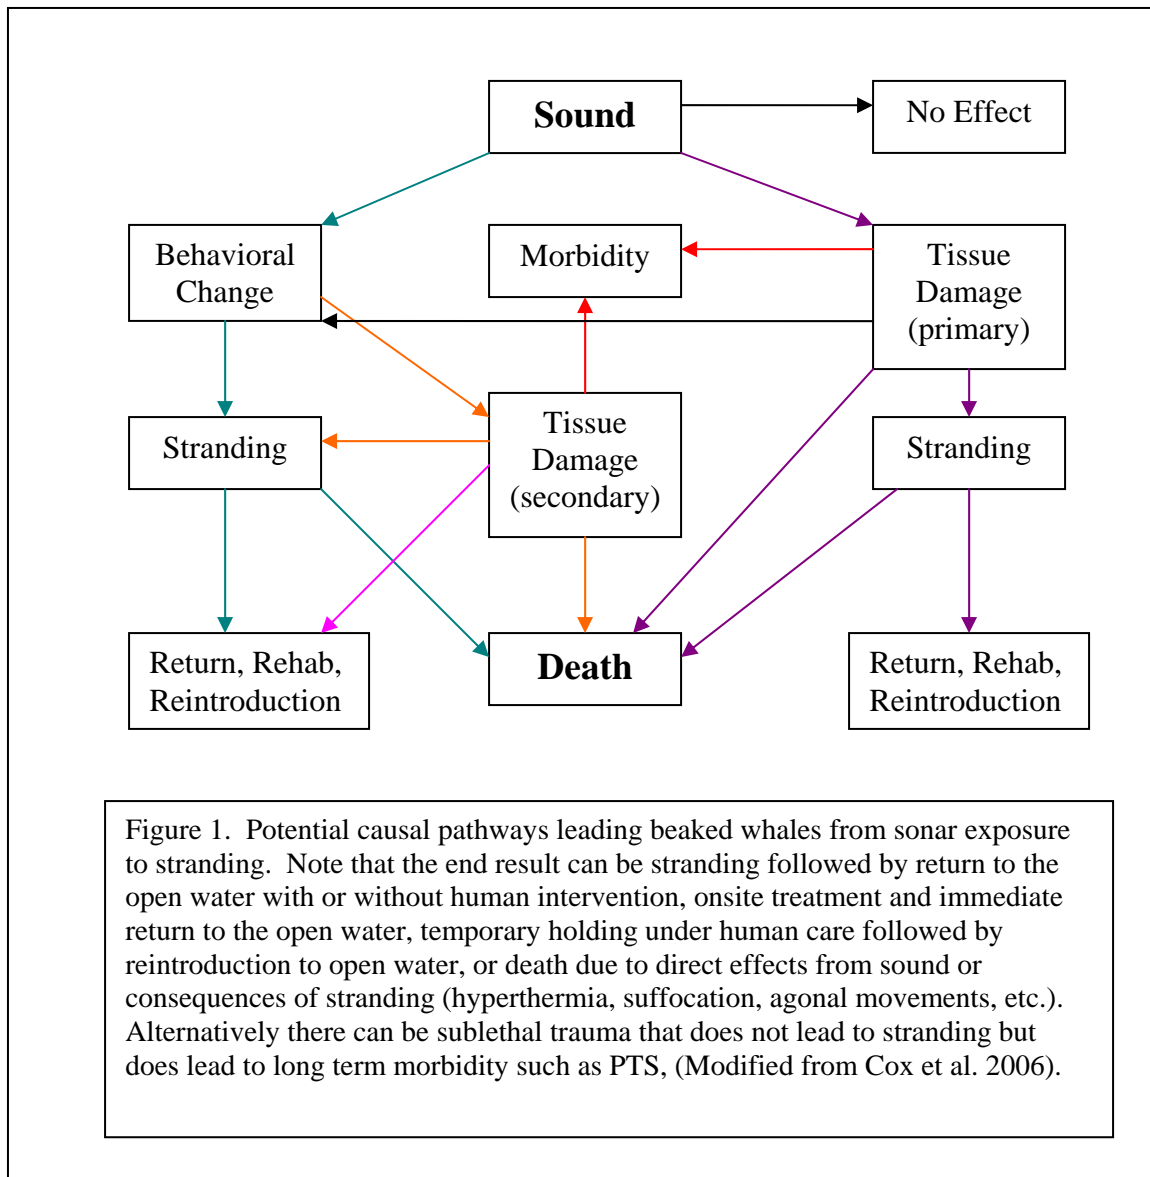 Sound
No Effect
Behavioral
Change
Morbidity
Tissue
Damage
(primary)
Stranding
Tissue
Damage
(secondary)
Stranding
Return, Rehab,
Reintroduction
Death
Return, Rehab,
Reintroduction
Figure 1.  Potential causal pathways leading beaked whales from sonar exposure
to stranding.  Note that the end result can be stranding followed by return to the
open water with or without human intervention, onsite treatment and immediate
return to the open water, temporary holding under human care followed by
reintroduction to open water, or death due to direct effects from sound or
consequences of stranding (hyperthermia, suffocation, agonal movements, etc.).
Alternatively there can be sublethal trauma that does not lead to stranding but
does lead to long term morbidity such as PTS, (Modified from Cox et al. 2006).